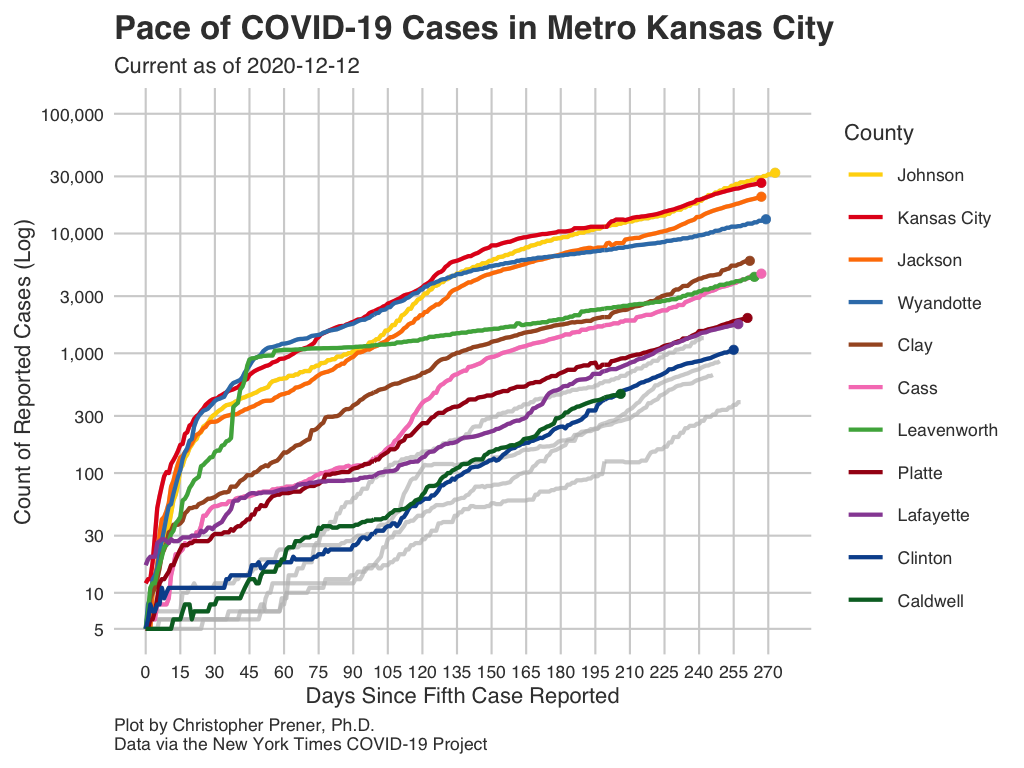 Pace of COVID-19 Cases in Metro Kansas City
Current as of 2020-12-12
Count of Reported Cases (Log)
100,000
30,000
10,000
3,000
1,000
300
100
30
10
5
0 15 30 45 60 75 90 105 120 135 150 165 180 195 210 225 240 255 270
Days Since Fifth Case Reported
County
Johnson
Kansas City
Jackson
Wyandotte
Clay
Cass
Leavenworth
Platte
Lafayette
Clinton
Caldwell
Plot by Christopher Prener, Ph.D.
Data via the New York Times COVID-19 Project